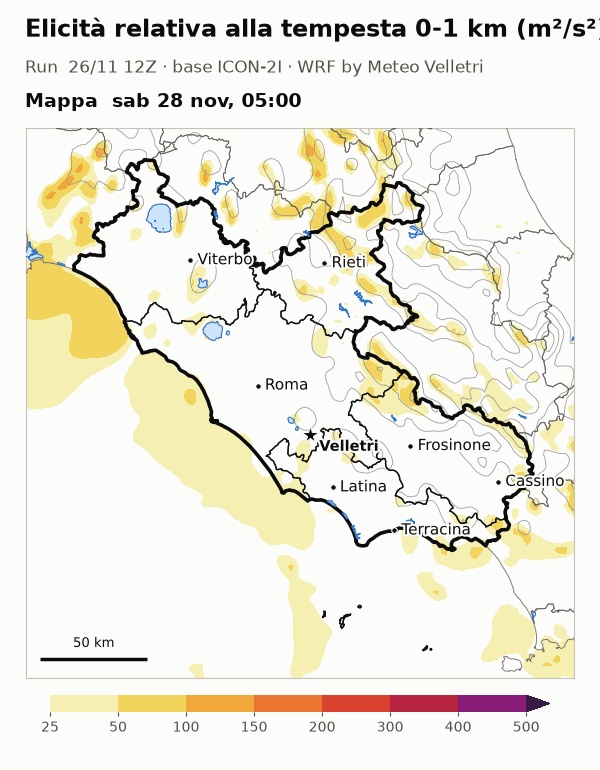 Elicità relativa alla tempesta 0-1 km (m²/s²)
Run  26/11 12Z · base ICON-2I · WRF by Meteo Velletri
Mappa  sab 28 nov, 05:00
Viterbo
Rieti
Roma
Velletri
Frosinone
Cassino
Latina
Terracina
50 km
25 50 100 150 200 300 400 500